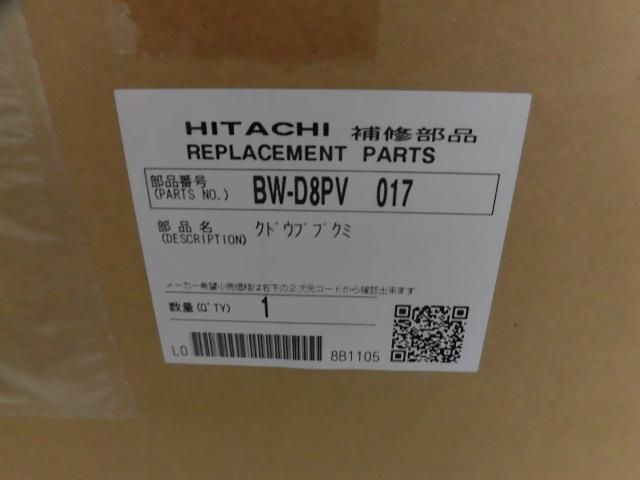 HITACHI 補修部品
REPLACEMENT PARTS
部品番号
(PARTS NO.) BW-D8PV 017
部品名
(DESCRIPTION) クドウブブクミ
メーカー希望小売価格は右下の2次元コードから確認出来ます
数量(Q'TY) 1
LO 8B1105